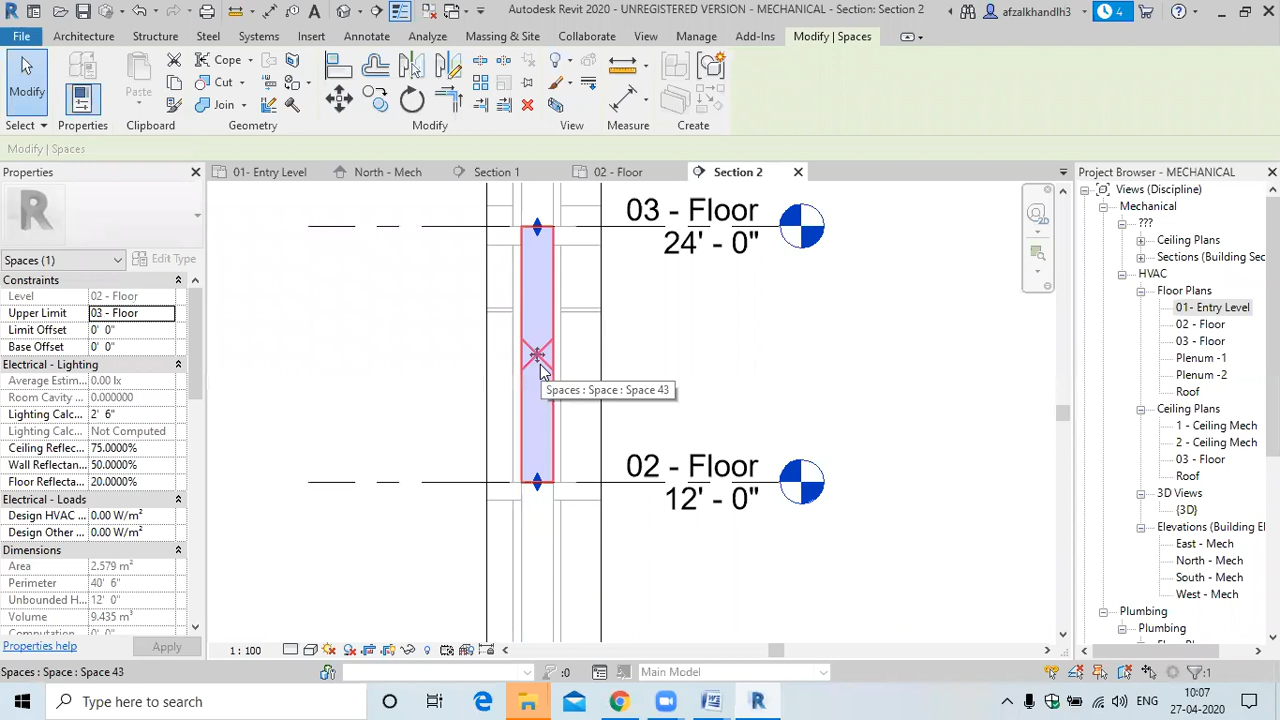 Autodesk Revit 2020 - UNREGISTERED VERSION - MECHANICAL - Section: Section 2
afzalkhandlh3
4
File Architecture Structure Steel Systems Insert Annotate Analyze Massing & Site Collaborate View Manage Add-Ins Modify | Spaces
Modify
Paste
Cope
Cut
Join
Select Properties Clipboard Geometry Modify View Measure Create
Modify | Spaces
Properties
01- Entry Level North - Mech Section 1 02 - Floor Section 2
Project Browser - MECHANICAL
R
Spaces (1) Edit Type
Constraints
Level 02 - Floor
Upper Limit 03 - Floor
Limit Offset 0' 0"
Base Offset 0' 0"
Electrical - Lighting
Average Estim... 0.00 lx
Room Cavity ... 0.000000
Lighting Calc... 2' 6"
Lighting Calc... Not Computed
Ceiling Reflec... 75.0000%
Wall Reflectan... 50.0000%
Floor Reflecta... 20.0000%
Electrical - Loads
Design HVAC ... 0.00 W/m²
Design Other ... 0.00 W/m²
Dimensions
Area 2.579 m²
Perimeter 40' 6"
Unbounded H... 12' 0"
Volume 9.435 m³
Computation 0' 0"
Properties help Apply
03 - Floor
24' - 0"
Spaces : Space : Space 43
02 - Floor
12' - 0"
2D
Views (Discipline)
Mechanical
???
Ceiling Plans
Sections (Building Sec
HVAC
Floor Plans
01- Entry Level
02 - Floor
03 - Floor
Plenum -1
Plenum -2
Roof
Ceiling Plans
1 - Ceiling Mech
2 - Ceiling Mech
03 - Floor
Roof
3D Views
{3D}
Elevations (Building El
East - Mech
North - Mech
South - Mech
West - Mech
Plumbing
Plumbing
1 : 100
Spaces : Space : Space 43
:0
Main Model
:1
Type here to search
ENG
10:07
27-04-2020